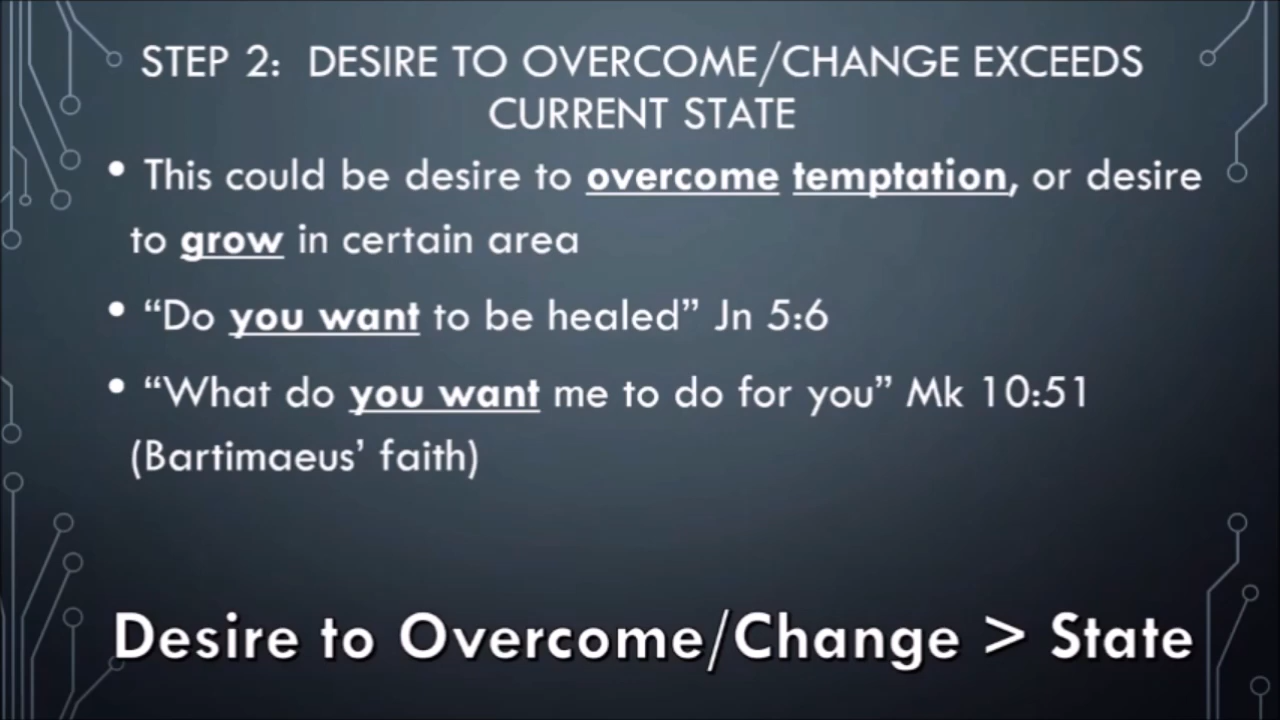 STEP 2: DESIRE TO OVERCOME/CHANGE EXCEEDS
CURRENT STATE
• This could be desire to overcome temptation, or desire
to grow in certain area
• “Do you want to be healed” Jn 5:6
• “What do you want me to do for you” Mk 10:51
(Bartimaeus’ faith)
Desire to Overcome/Change > State